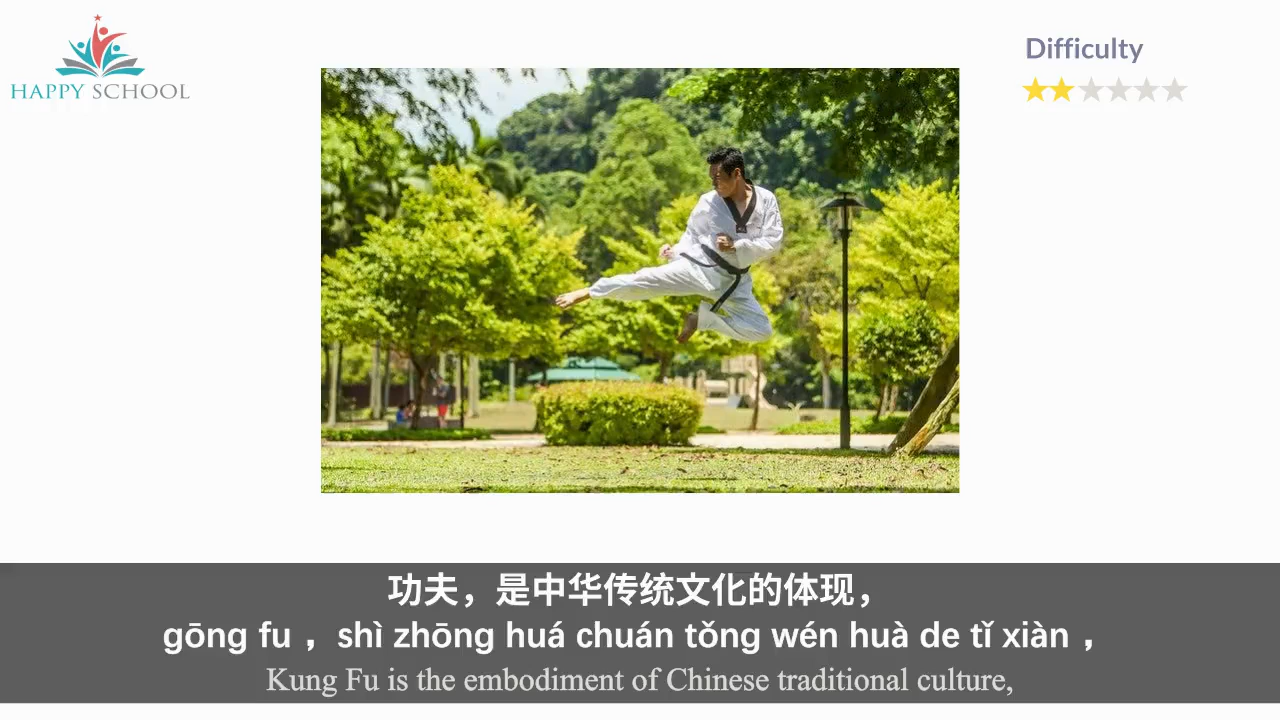 HAPPY SCHOOL
Difficulty
功夫，是中华传统文化的体现，
gōng fu ，shì zhōng huá chuán tǒng wén huà de tǐ xiàn ，
Kung Fu is the embodiment of Chinese traditional culture,